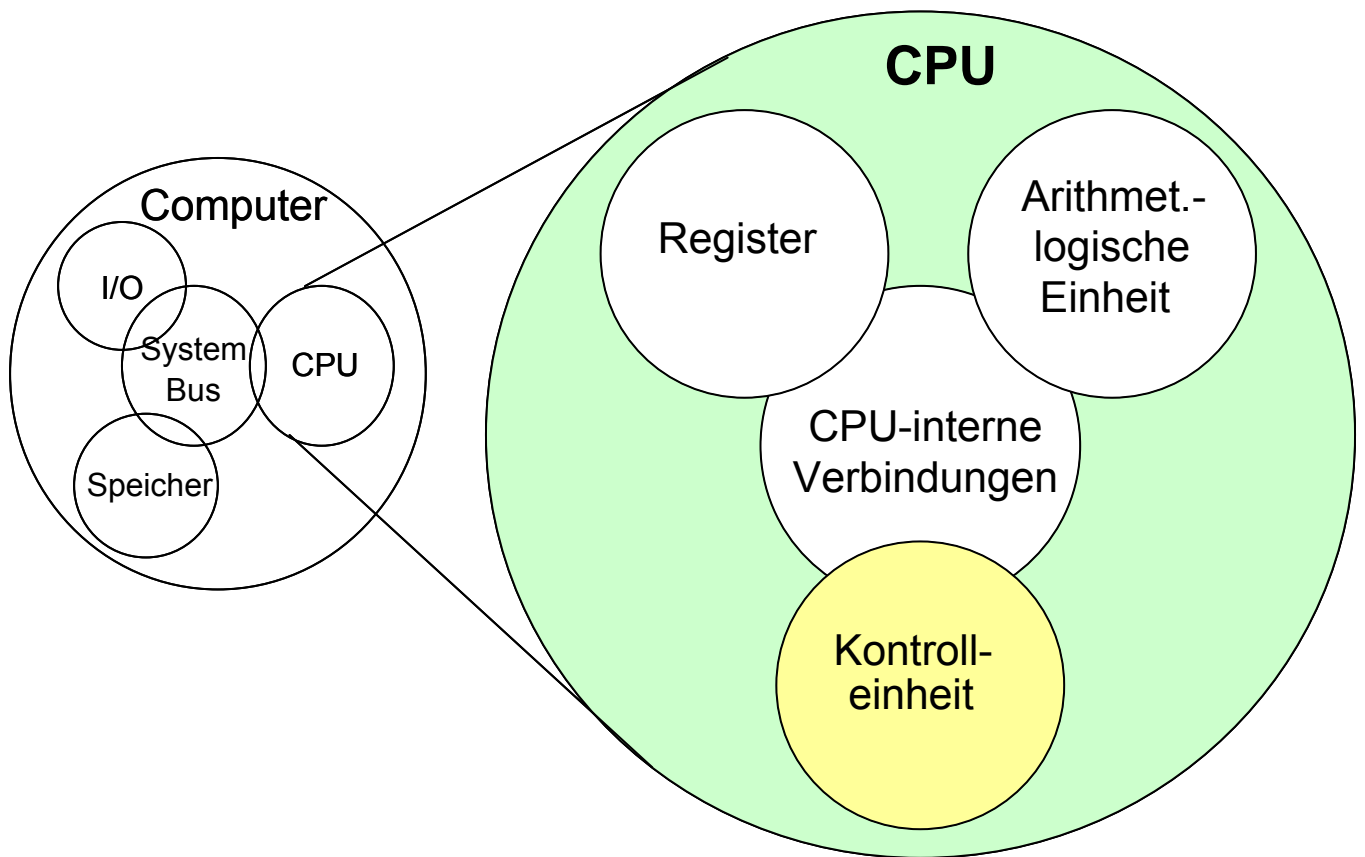 Computer
I/O
System
Bus
CPU
Speicher
CPU
Register
Arithmet.-
logische
Einheit
CPU-interne
Verbindungen
Kontroll-
einheit